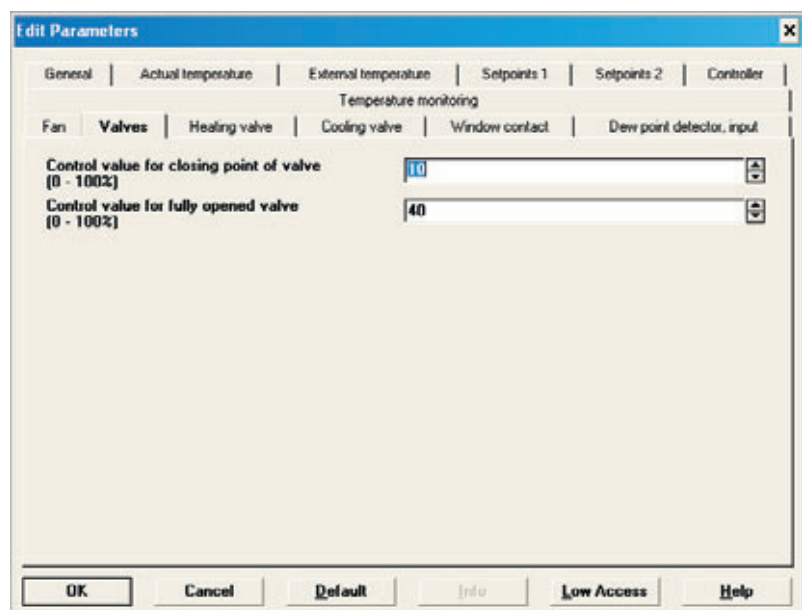 Edit Parameters
General Actual temperature External temperature Setpoints 1 Setpoints 2 Controller
Temperature monitoring
Fan Valves Heating valve Cooling valve Window contact Dew point detector, input
Control value for closing point of valve 10
(0 - 100%)
Control value for fully opened valve 40
(0 - 100%)
OK Cancel Default Info Low Access Help